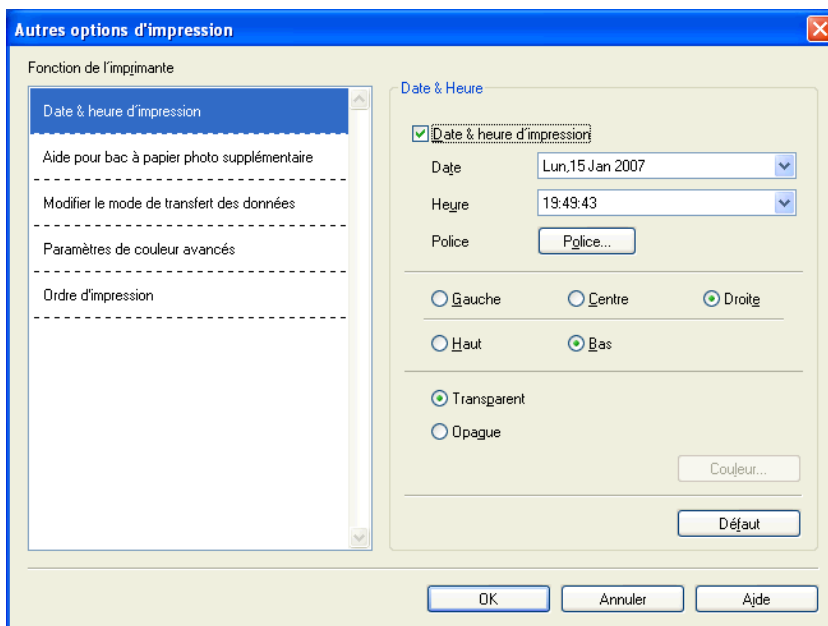 Autres options d'impression
Fonction de l'imprimante
Date & heure d'impression
Aide pour bac à papier photo supplémentaire
Modifier le mode de transfert des données
Paramètres de couleur avancés
Ordre d'impression
Date & Heure
Date & heure d'impression
Date
Lun,15 Jan 2007
Heure
19:49:43
Police
Police...
Gauche
Centre
Droite
Haut
Bas
Transparent
Opaque
Couleur...
Défaut
OK
Annuler
Aide